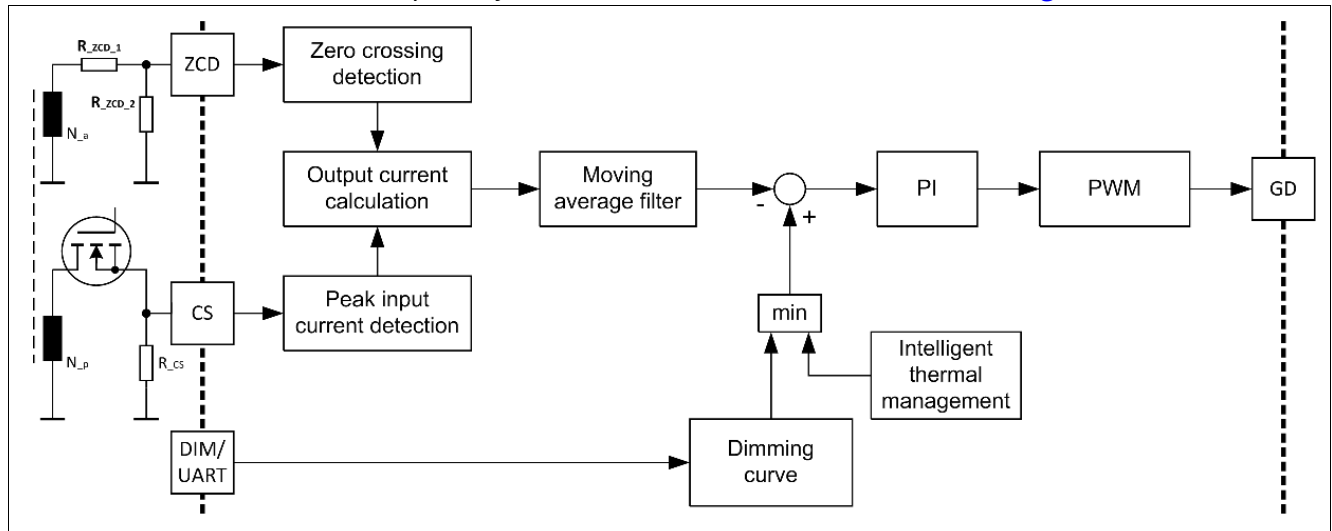 R_ZCD_1
ZCD
Zero crossing
detection
R_ZCD_2
N_a
Output current
calculation
Moving
average filter
-
+
PI
PWM
GD
CS
Peak input
current detection
min
N_p
R_CS
Intelligent
thermal
management
DIM/
UART
Dimming
curve